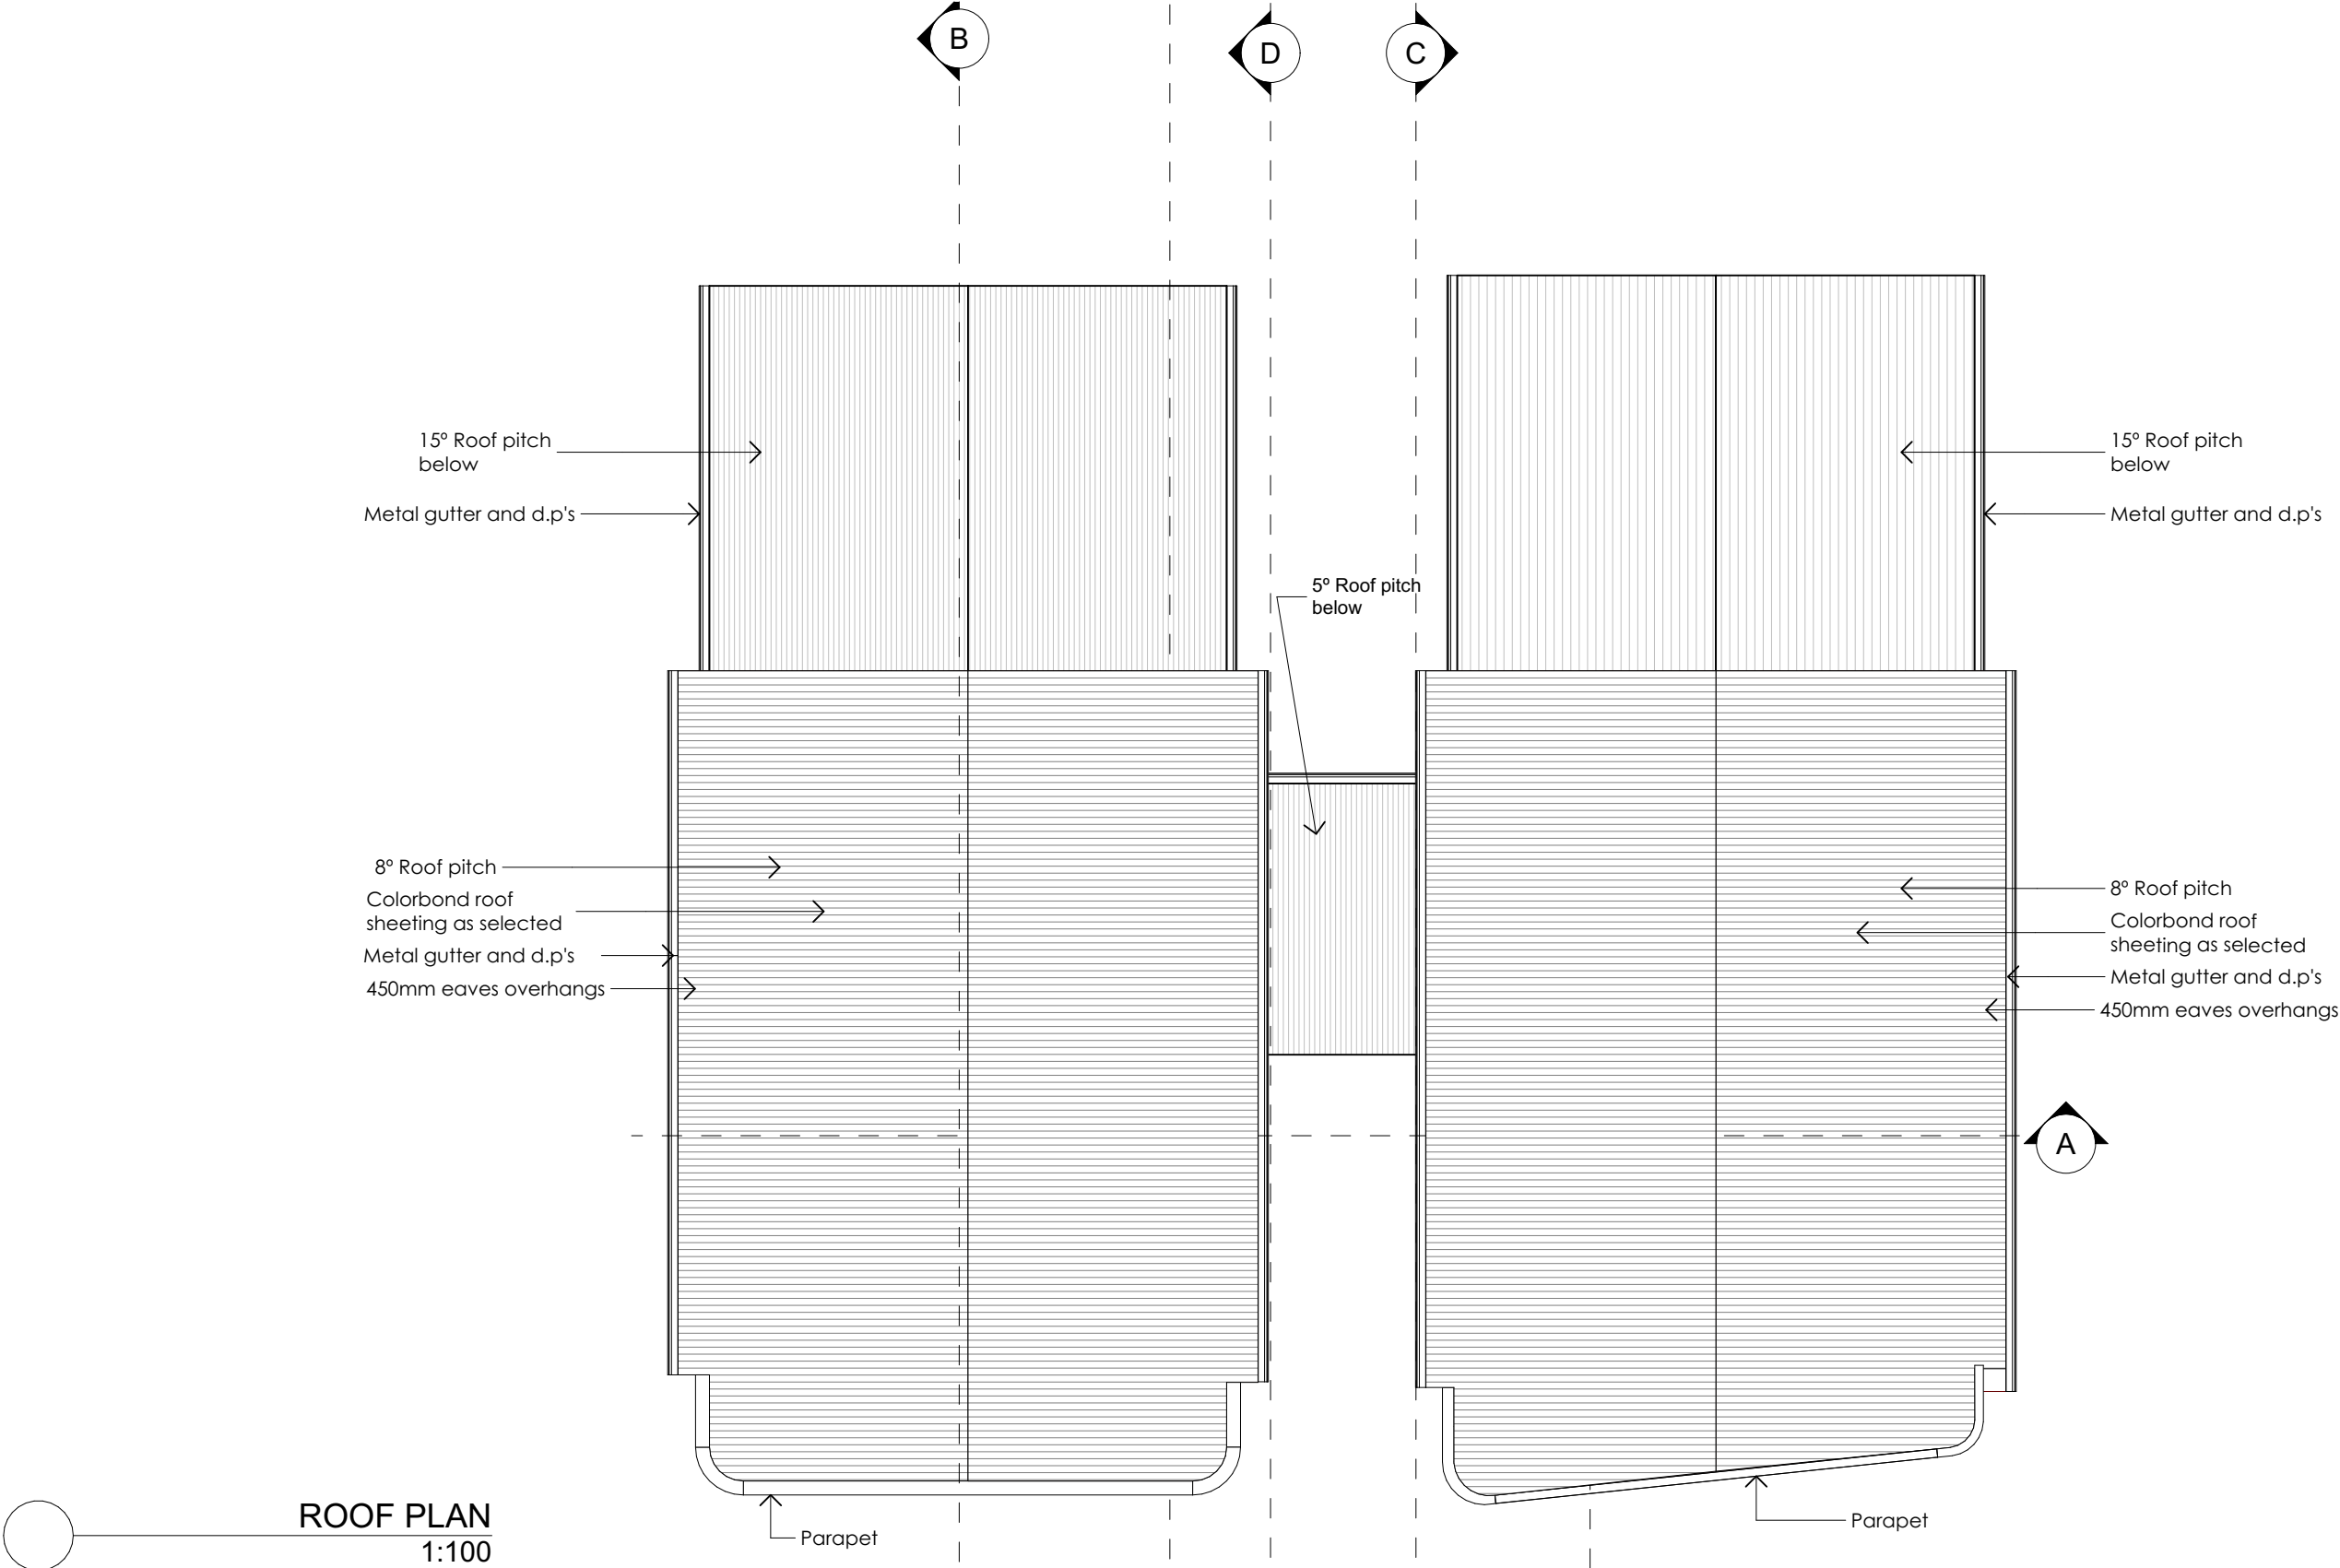 B
D
C
15º Roof pitch
below
Metal gutter and d.p's
15º Roof pitch
below
Metal gutter and d.p's
5º Roof pitch
below
8º Roof pitch
Colorbond roof
sheeting as selected
Metal gutter and d.p's
450mm eaves overhangs
8º Roof pitch
Colorbond roof
sheeting as selected
Metal gutter and d.p's
450mm eaves overhangs
A
Parapet
Parapet
ROOF PLAN
1:100